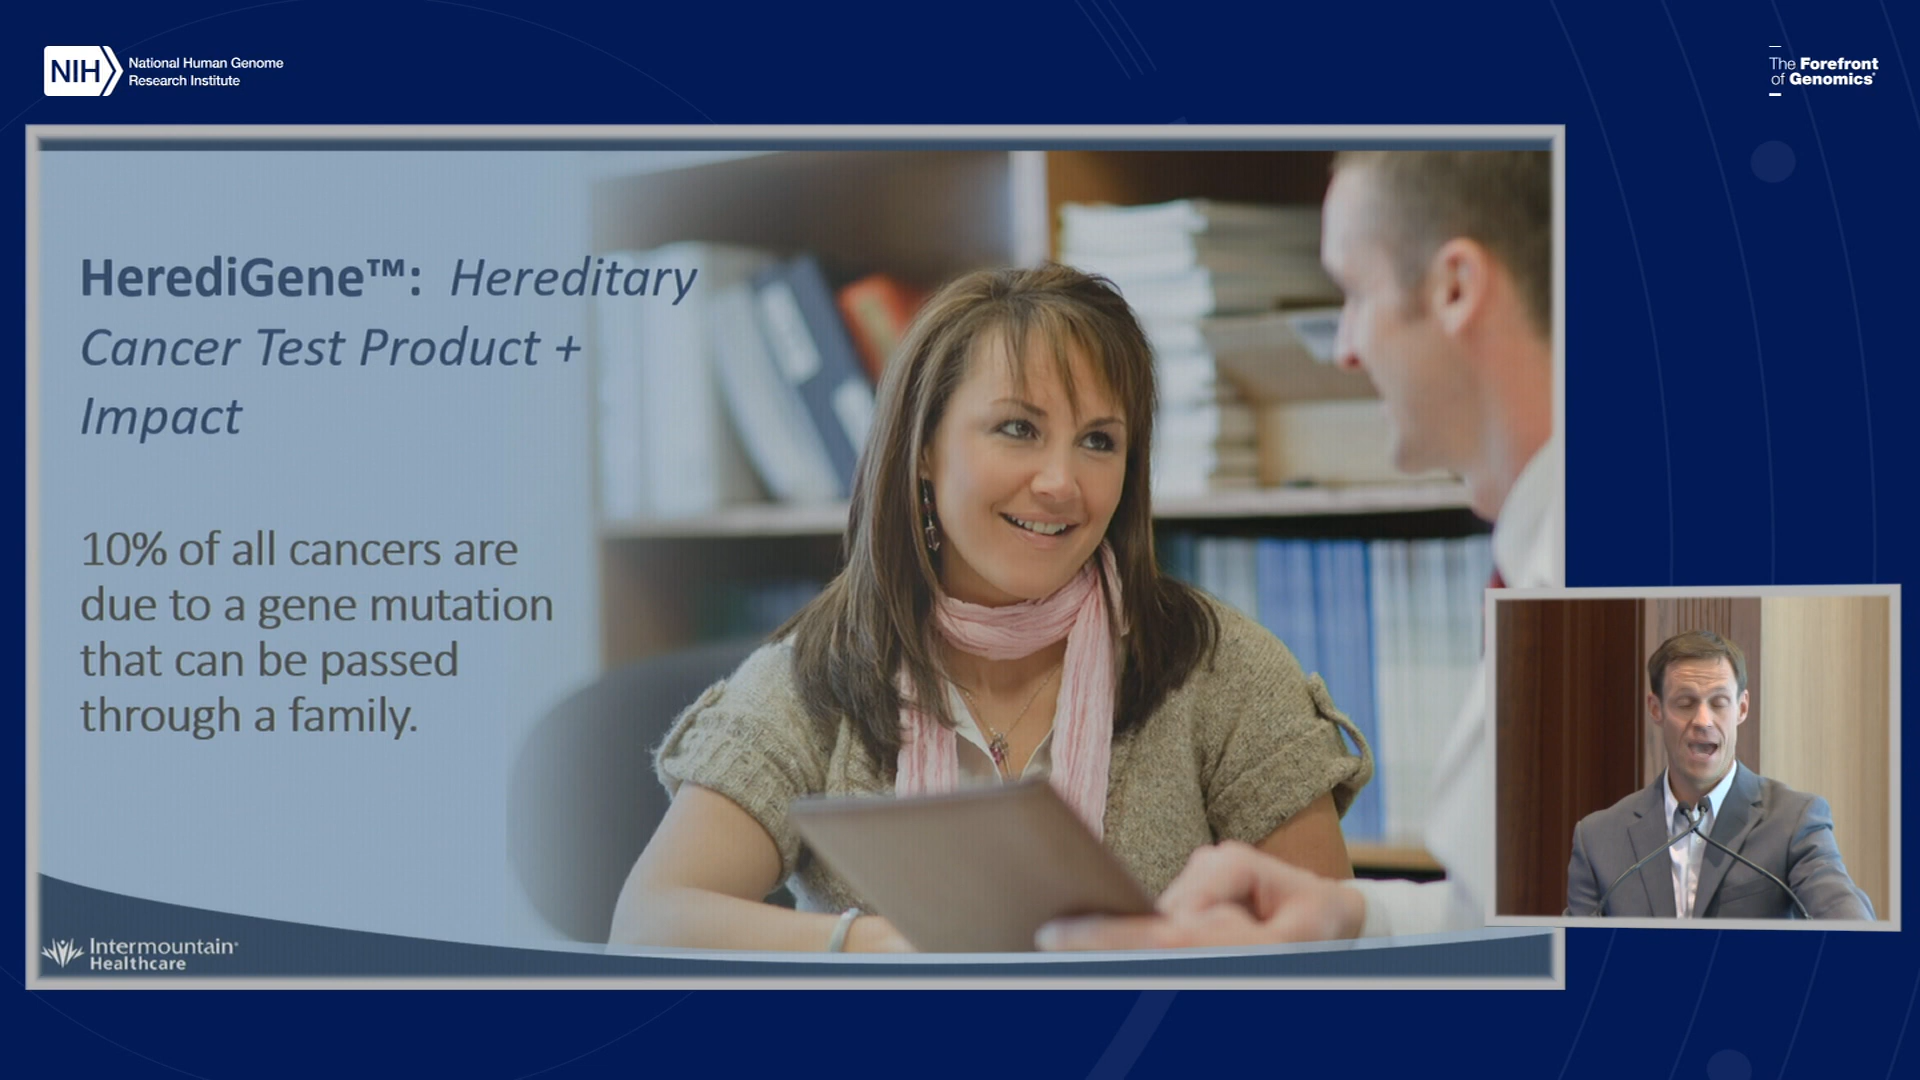 NIH National Human Genome
Research Institute
The Forefront
of Genomics®
HerediGene™: Hereditary
Cancer Test Product +
Impact
10% of all cancers are
due to a gene mutation
that can be passed
through a family.
Intermountain®
Healthcare